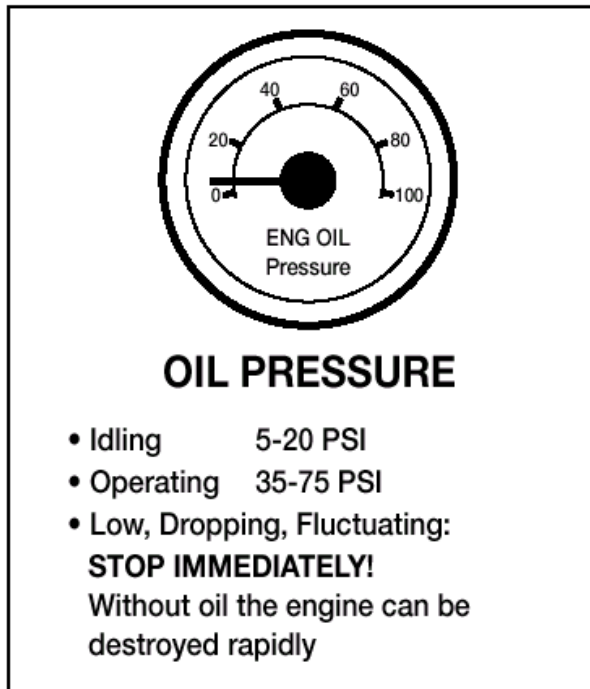 40 60
20 80
0 100
ENG OIL
Pressure
OIL PRESSURE
• Idling 5-20 PSI
• Operating 35-75 PSI
• Low, Dropping, Fluctuating:
STOP IMMEDIATELY!
Without oil the engine can be
destroyed rapidly